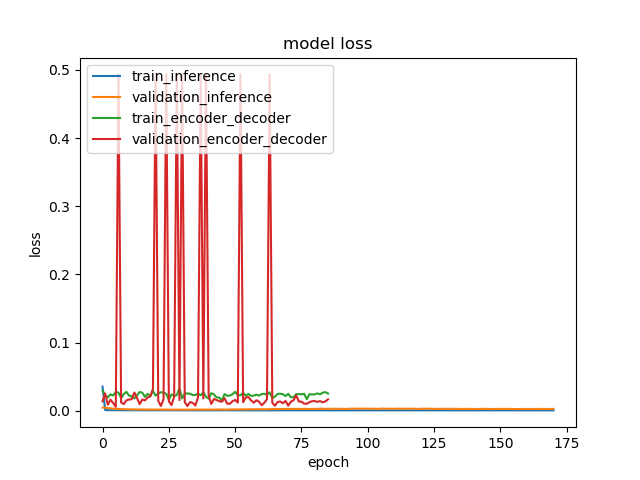 model loss
train_inference
validation_inference
train_encoder_decoder
validation_encoder_decoder
0.5
0.4
0.3
0.2
0.1
0.0
loss
0 25 50 75 100 125 150 175
epoch